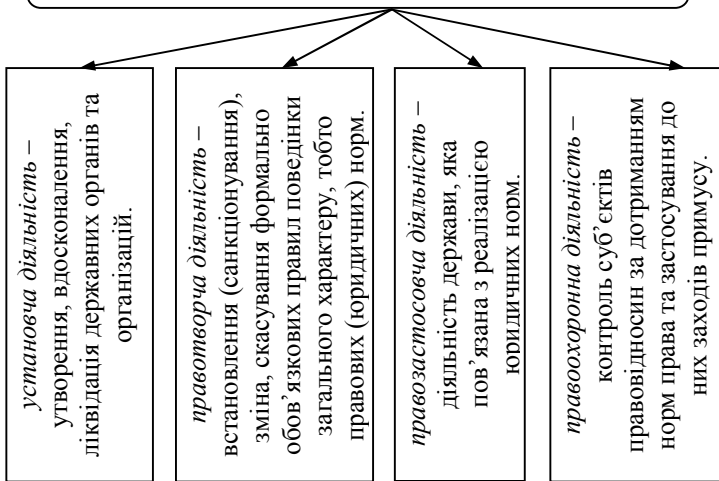 установча діяльність –
утворення, вдосконалення,
ліквідація державних органів та
організацій.
правотворча діяльність –
встановлення (санкціонування),
зміна, скасування формально
обов’язкових правил поведінки
загального характеру, тобто
правових (юридичних) норм.
правозастосовча діяльність –
діяльність держави, яка
пов’язана з реалізацією
юридичних норм.
правоохоронна діяльність –
контроль суб’єктів
правовідносин за дотриманням
норм права та застосування до
них заходів примусу.